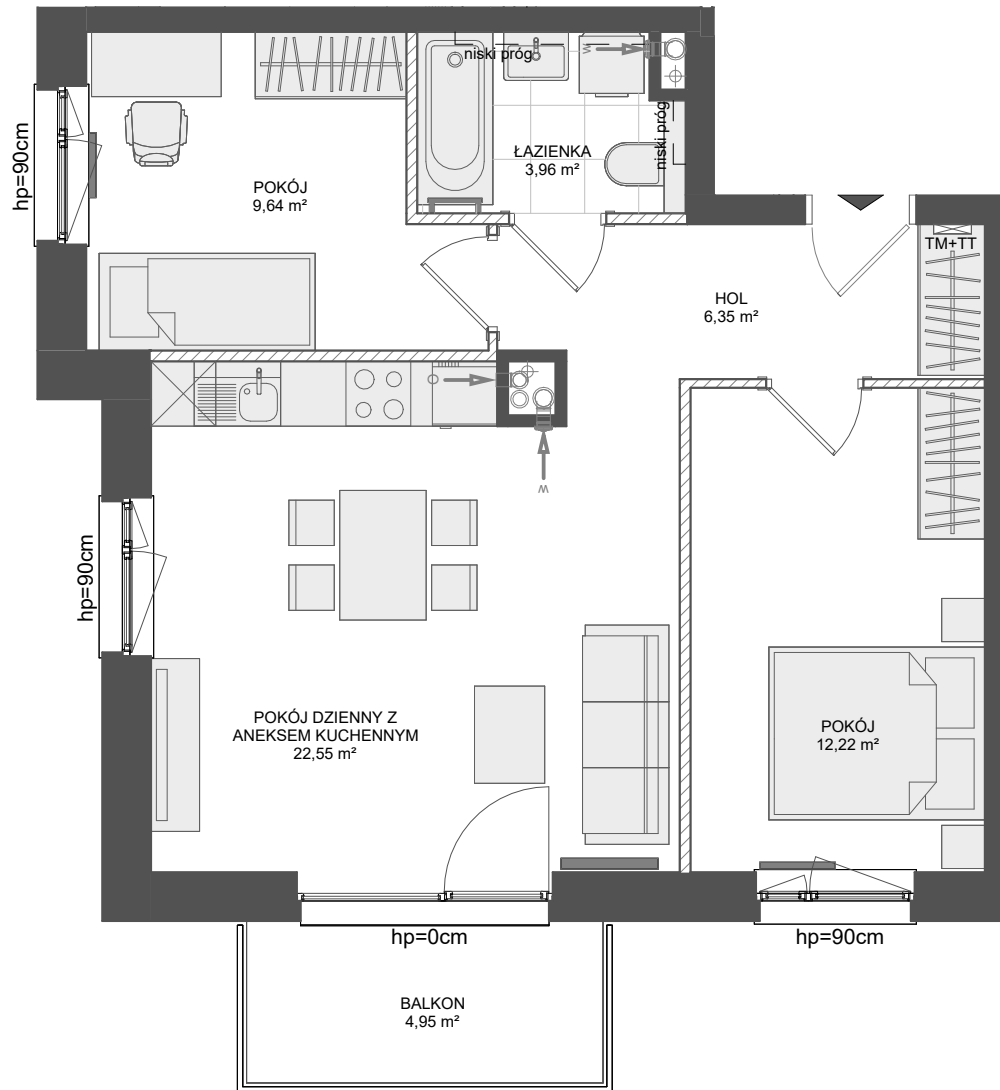 niski próg
W
niski próg
ŁAZIENKA
3,96 m²
hp=90cm
POKÓJ
9,64 m²
TM+TT
HOL
6,35 m²
W
hp=90cm
POKÓJ DZIENNY Z
ANEKSEM KUCHENNYM
22,55 m²
POKÓJ
12,22 m²
hp=0cm
hp=90cm
BALKON
4,95 m²